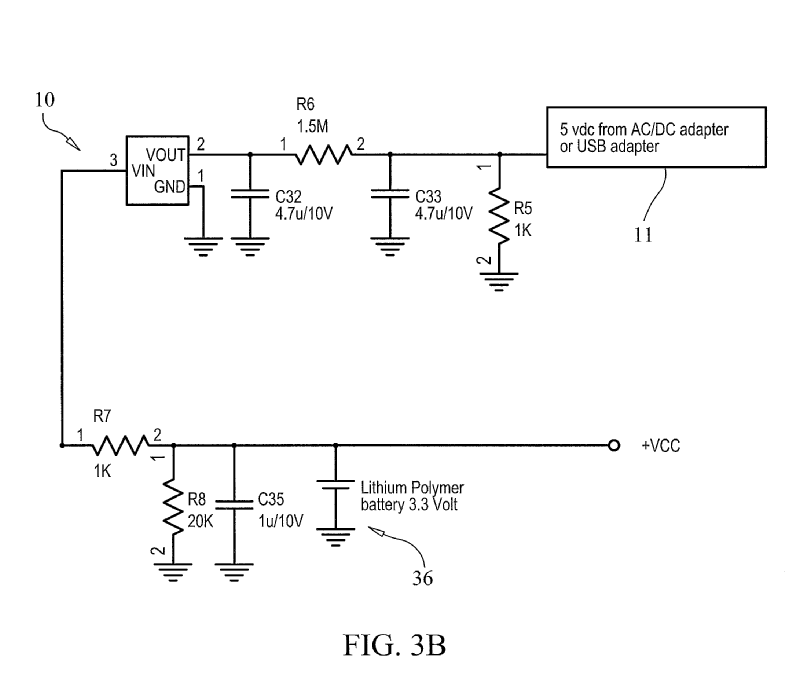 10
R6
1.5M
5 vdc from AC/DC adapter
or USB adapter
1
2
3
VOUT
2
VIN
GND
1
1
C32
4.7u/10V
C33
4.7u/10V
R5
1K
2
11
R7
1
2
1K
1
+VCC
R8
20K
2
C35
1u/10V
Lithium Polymer
battery 3.3 Volt
36
FIG. 3B